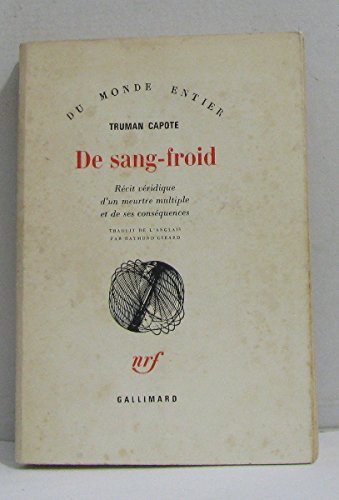 DU MONDE ENTIER
TRUMAN CAPOTE
De sang-froid
Récit véridique
d'un meurtre multiple
et de ses conséquences
TRADUIT DE L'ANGLAIS
PAR RAYMOND GIRARD
nrf
GALLIMARD